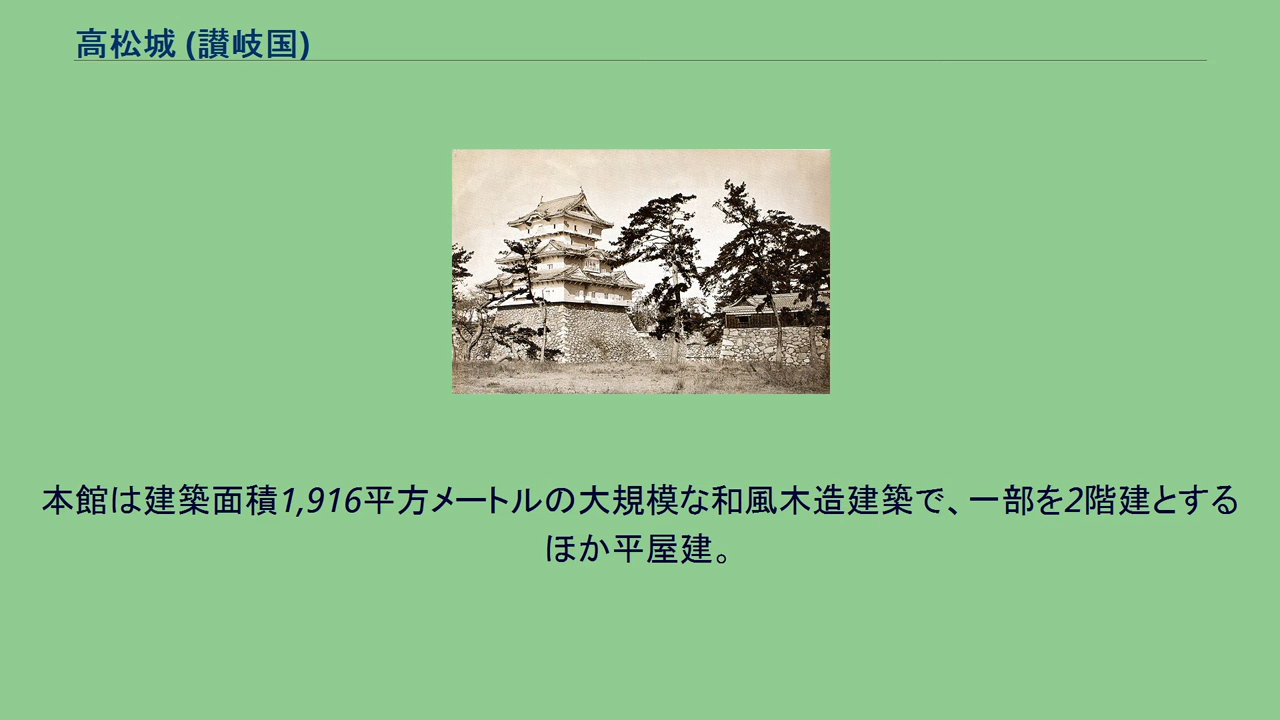 高松城 (讃岐国)
本館は建築面積1,916平方メートルの大規模な和風木造建築で、一部を2階建とする
ほか平屋建。